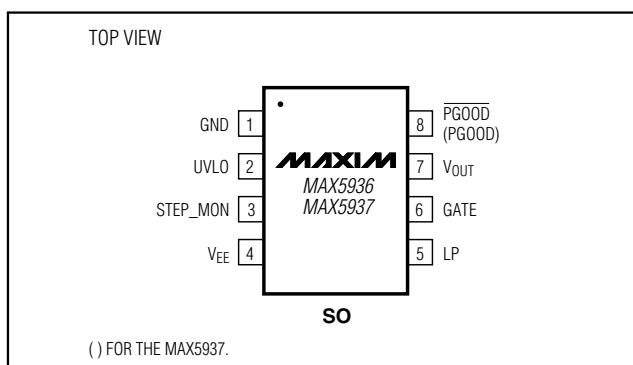 TOP VIEW
GND 1
UVLO 2
STEP_MON 3
VEE 4
MAXIM
MAX5936
MAX5937
8 PGOOD
(PGOOD)
7 VOUT
6 GATE
5 LP
SO
( ) FOR THE MAX5937.